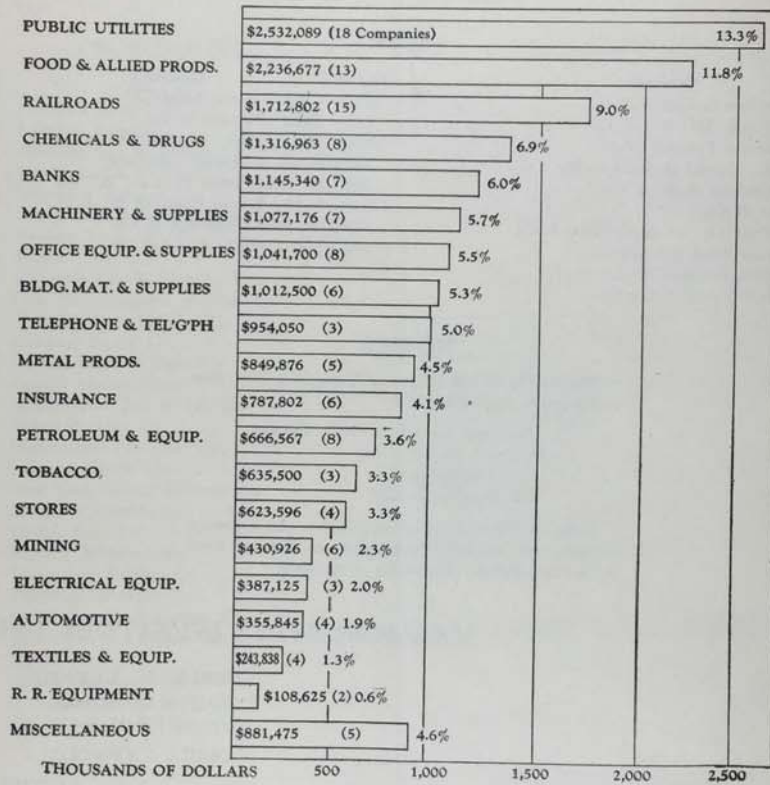 PUBLIC UTILITIES $2,532,089 (18 Companies) 13.3%
FOOD & ALLIED PRODS. $2,236,677 (13) 11.8%
RAILROADS $1,712,802 (15) 9.0%
CHEMICALS & DRUGS $1,316,963 (8) 6.9%
BANKS $1,145,340 (7) 6.0%
MACHINERY & SUPPLIES $1,077,176 (7) 5.7%
OFFICE EQUIP. & SUPPLIES $1,041,700 (8) 5.5%
BLDG. MAT. & SUPPLIES $1,012,500 (6) 5.3%
TELEPHONE & TEL'G'PH $954,050 (3) 5.0%
METAL PRODS. $849,876 (5) 4.5%
INSURANCE $787,802 (6) 4.1%
PETROLEUM & EQUIP. $666,567 (8) 3.6%
TOBACCO $635,500 (3) 3.3%
STORES $623,596 (4) 3.3%
MINING $430,926 (6) 2.3%
ELECTRICAL EQUIP. $387,125 (3) 2.0%
AUTOMOTIVE $355,845 (4) 1.9%
TEXTILES & EQUIP. $243,838 (4) 1.3%
R. R. EQUIPMENT $108,625 (2) 0.6%
MISCELLANEOUS $881,475 (5) 4.6%
THOUSANDS OF DOLLARS 500 1,000 1,500 2,000 2,500